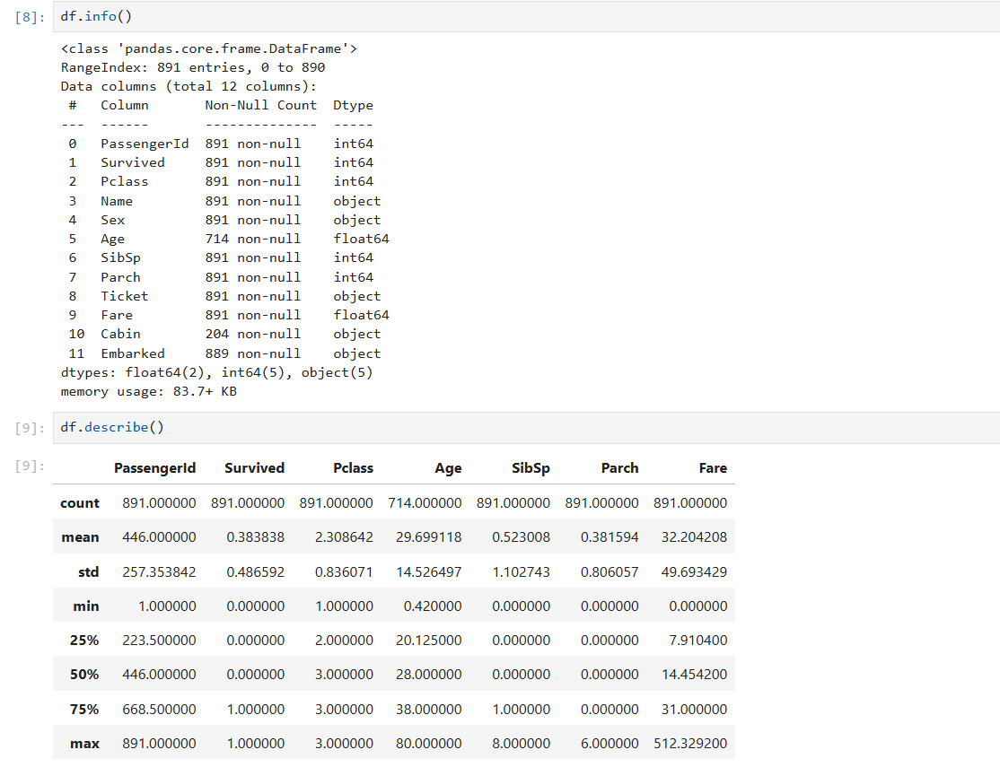 [8]: df.info()
<class 'pandas.core.frame.DataFrame'>
RangeIndex: 891 entries, 0 to 890
Data columns (total 12 columns):
 #   Column       Non-Null Count  Dtype
---  ------       --------------  -----
 0   PassengerId  891 non-null    int64
 1   Survived     891 non-null    int64
 2   Pclass       891 non-null    int64
 3   Name         891 non-null    object
 4   Sex          891 non-null    object
 5   Age          714 non-null    float64
 6   SibSp        891 non-null    int64
 7   Parch        891 non-null    int64
 8   Ticket       891 non-null    object
 9   Fare         891 non-null    float64
 10  Cabin        204 non-null    object
 11  Embarked     889 non-null    object
dtypes: float64(2), int64(5), object(5)
memory usage: 83.7+ KB
[9]: df.describe()
[9]: PassengerId Survived Pclass Age SibSp Parch Fare
count 891.000000 891.000000 891.000000 714.000000 891.000000 891.000000 891.000000
mean 446.000000 0.383838 2.308642 29.699118 0.523008 0.381594 32.204208
std 257.353842 0.486592 0.836071 14.526497 1.102743 0.806057 49.693429
min 1.000000 0.000000 1.000000 0.420000 0.000000 0.000000 0.000000
25% 223.500000 0.000000 2.000000 20.125000 0.000000 0.000000 7.910400
50% 446.000000 0.000000 3.000000 28.000000 0.000000 0.000000 14.454200
75% 668.500000 1.000000 3.000000 38.000000 1.000000 0.000000 31.000000
max 891.000000 1.000000 3.000000 80.000000 8.000000 6.000000 512.329200